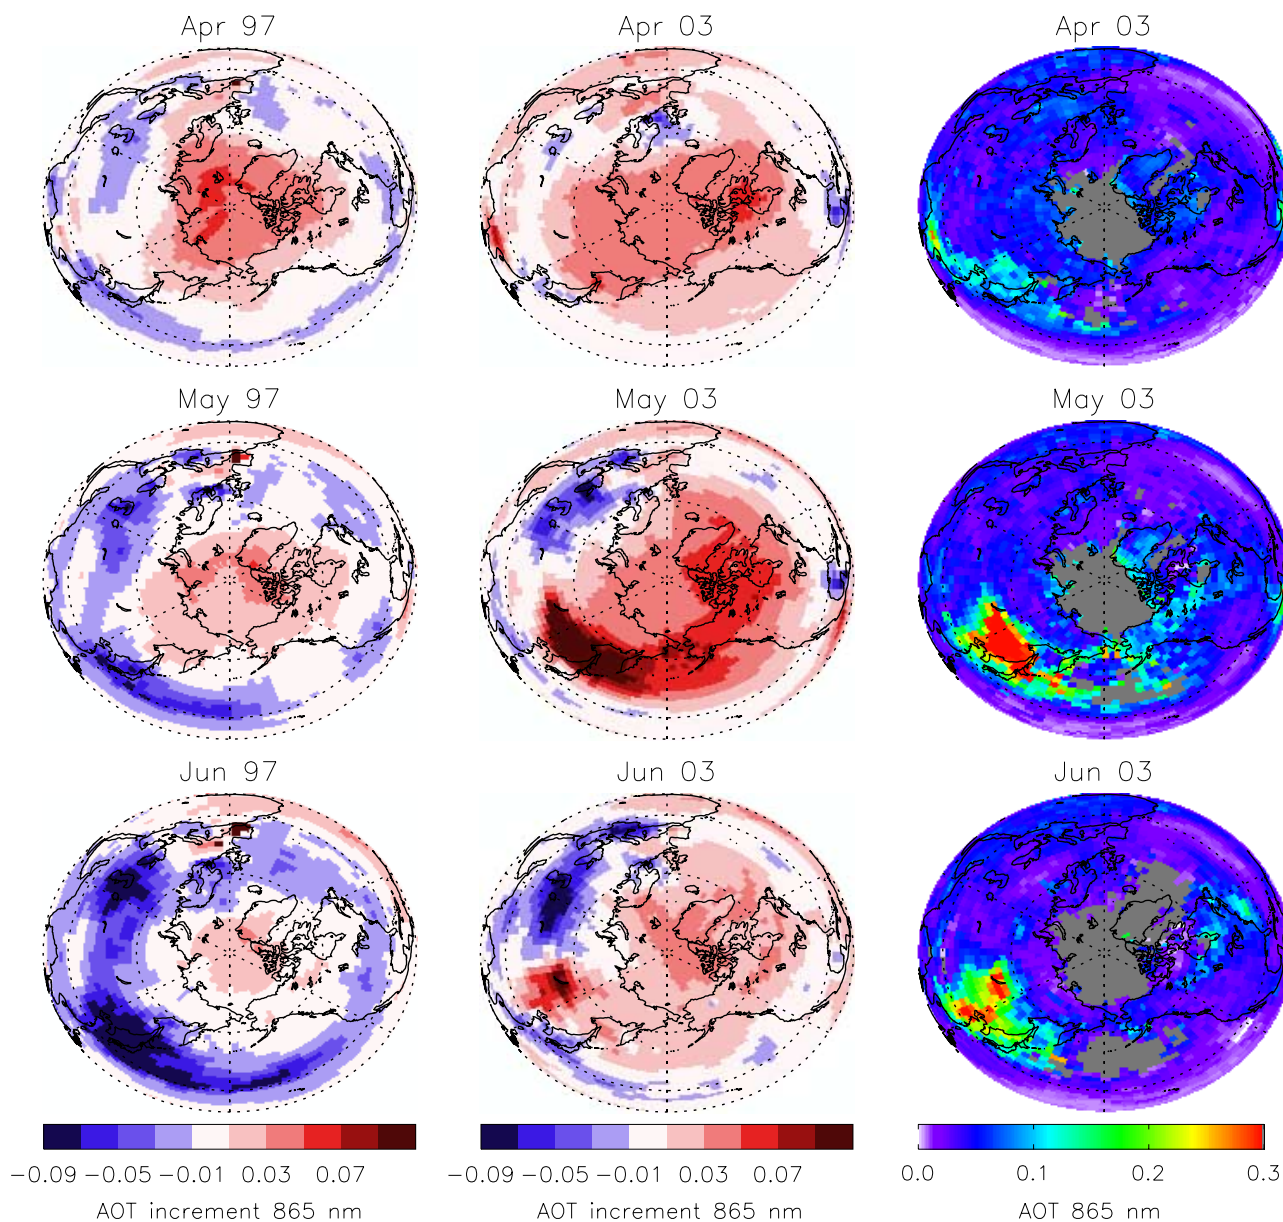 Apr 97 Apr 03 Apr 03
May 97 May 03 May 03
Jun 97 Jun 03 Jun 03
−0.09 −0.05 −0.01 0.03 0.07 −0.09 −0.05 −0.01 0.03 0.07 0.0 0.1 0.2 0.3
AOT increment 865 nm AOT increment 865 nm AOT 865 nm